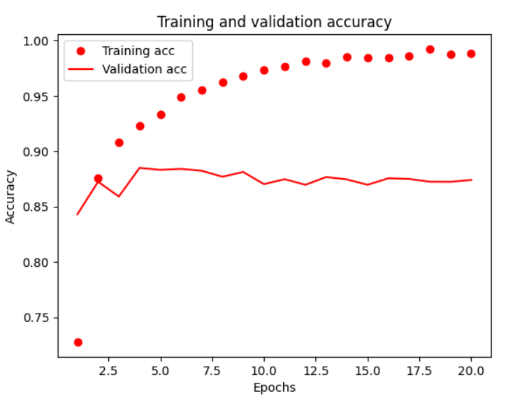 Training and validation accuracy
Training acc
Validation acc
1.00
0.95
0.90
0.85
0.80
0.75
Accuracy
2.5 5.0 7.5 10.0 12.5 15.0 17.5 20.0
Epochs